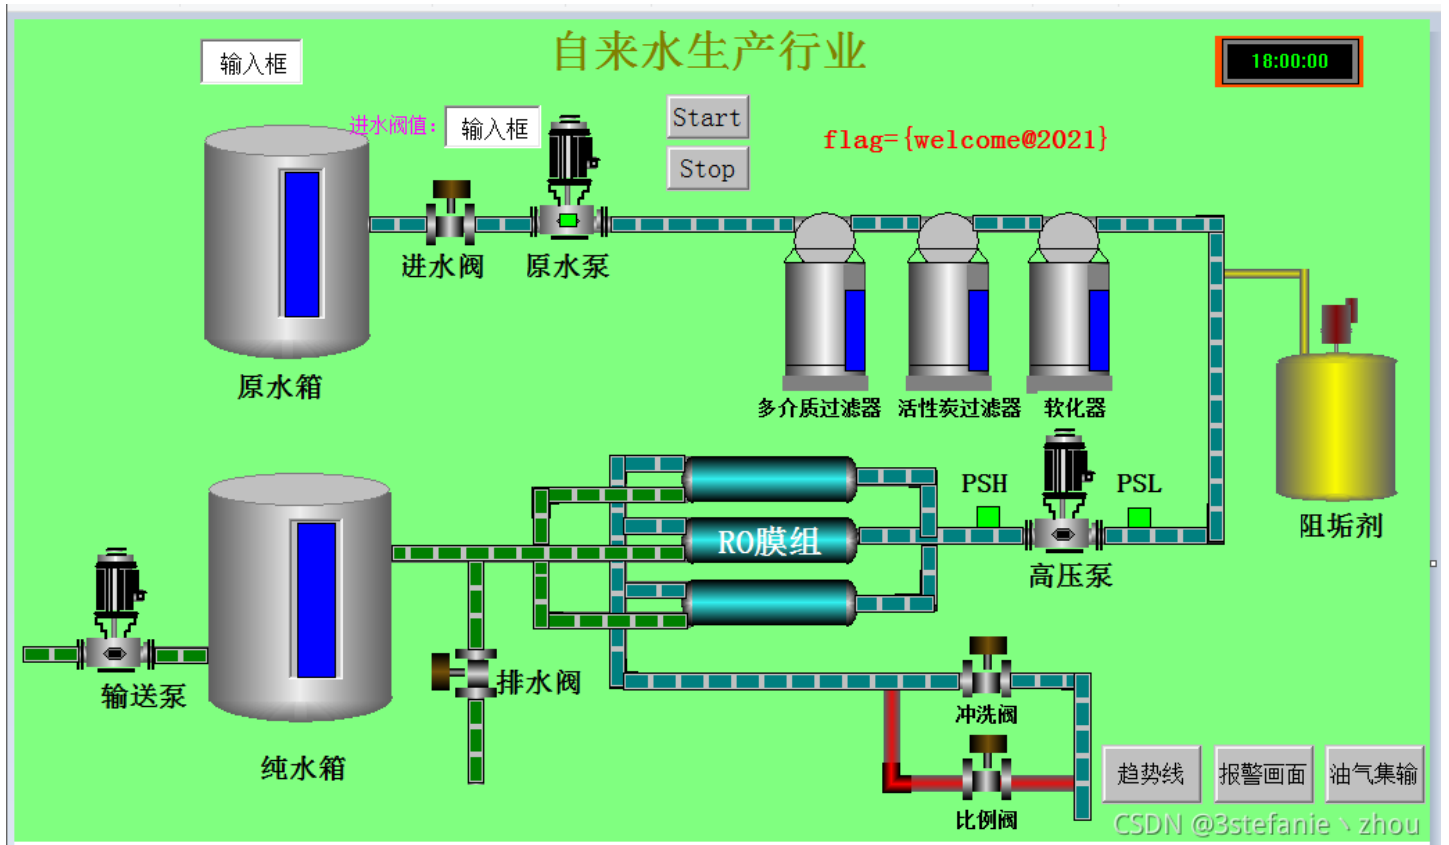 自来水生产行业
输入框
18:00:00
进水阀值:
输入框
Start
Stop
flag={welcome@2021}
进水阀
原水泵
原水箱
多介质过滤器
活性炭过滤器
软化器
PSH
PSL
阻垢剂
RO膜组
高压泵
输送泵
排水阀
冲洗阀
纯水箱
趋势线
报警画面
油气集输
比例阀
CSDN @3stefanie丶zhou